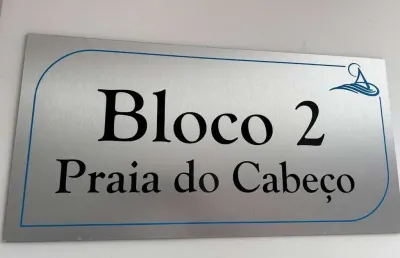 Bloco 2
Praia do Cabeço